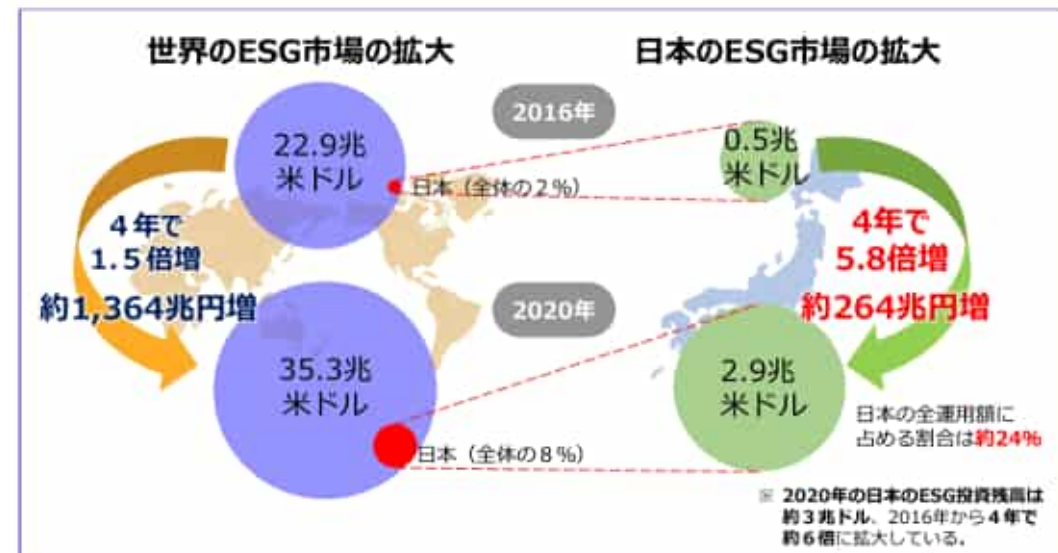 世界のESG市場の拡大
日本のESG市場の拡大
2016年
22.9兆
米ドル
日本（全体の２％）
0.5兆
米ドル
４年で
1.５倍増
約1,364兆円増
4年で
5.8倍増
約264兆円増
2020年
35.3兆
米ドル
日本（全体の８％）
2.9兆
米ドル
日本の全運用額に
占める割合は約24%
※ 2020年の日本のESG投資残高は
約３兆ドル、2016年から４年で
約６倍に拡大している。